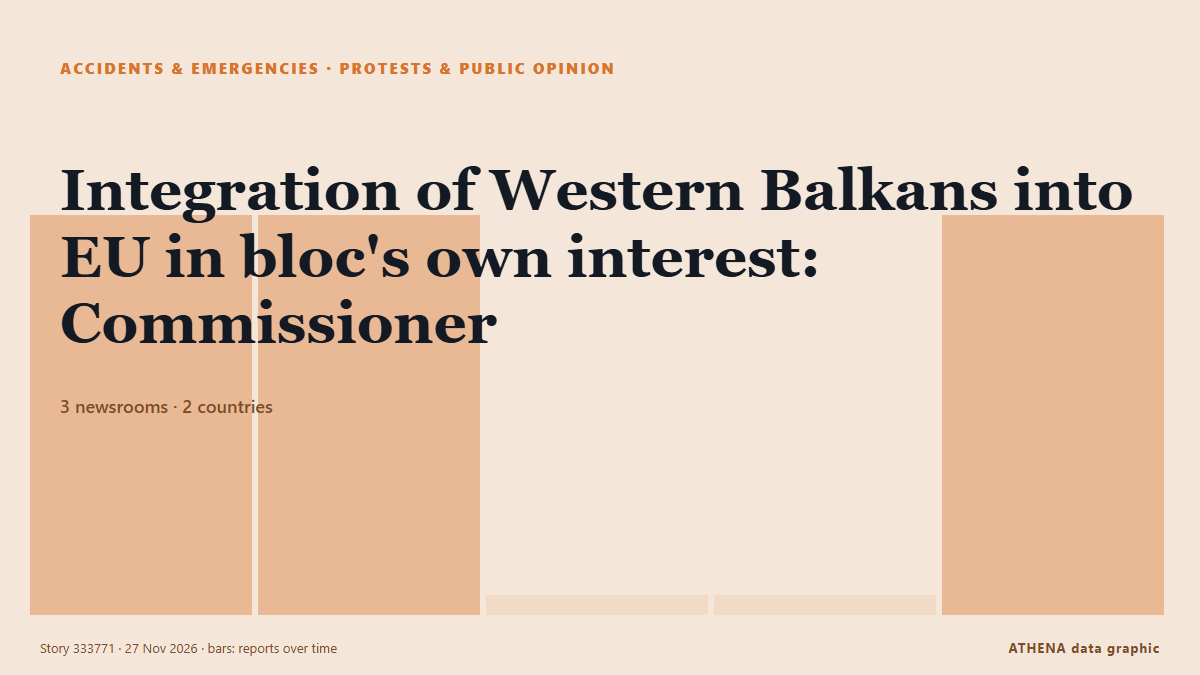 ACCIDENTS & EMERGENCIES · PROTESTS & PUBLIC OPINION
Integration of Western Balkans into
EU in bloc's own interest:
Commissioner
3 newsrooms · 2 countries
Story 333771 · 27 Nov 2026 · bars: reports over time
ATHENA data graphic